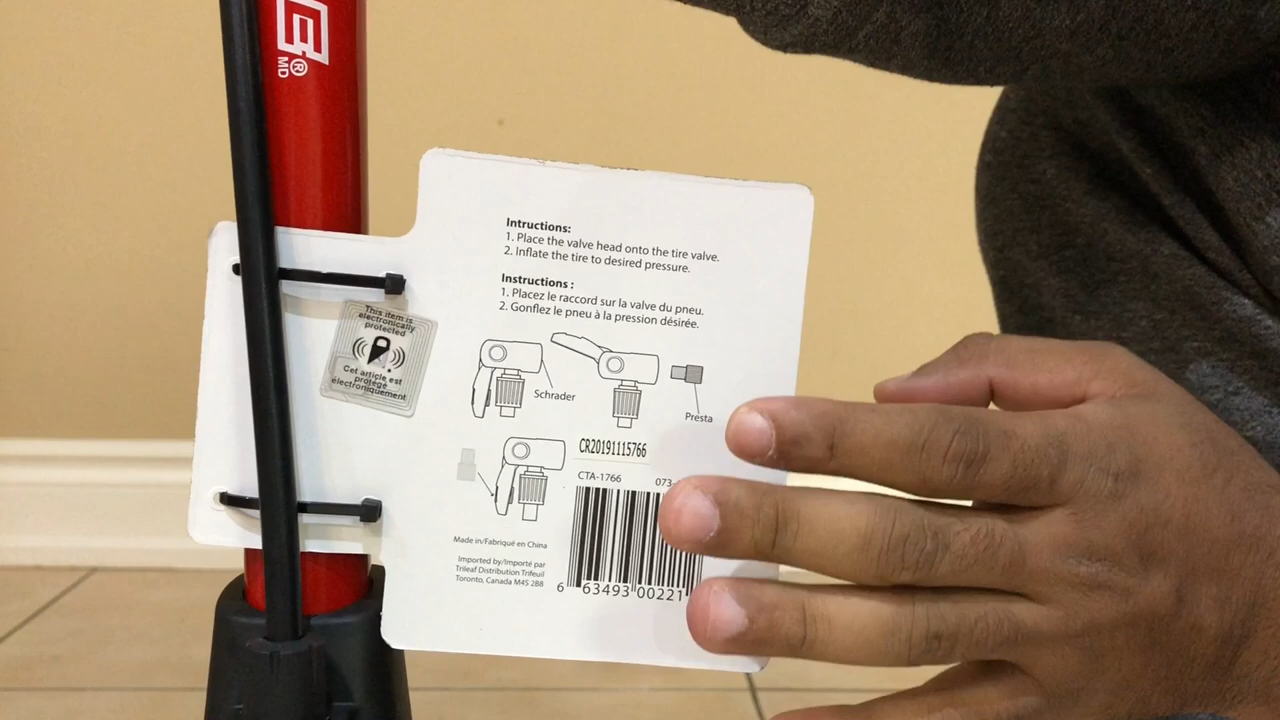 E®
MD
Intructions:
1. Place the valve head onto the tire valve.
2. Inflate the tire to desired pressure.
Instructions :
1. Placez le raccord sur la valve du pneu.
2. Gonflez le pneu à la pression désirée.
This item is
electronically
protected
Cet article est
protégé
électroniquement
Schrader
Presta
CR20191115766
CTA-1766 073-
Made in/Fabriqué en China
Imported by/Importé par
Trileaf Distribution Trifeuil
Toronto, Canada M4S 2B8
6 63493 00221